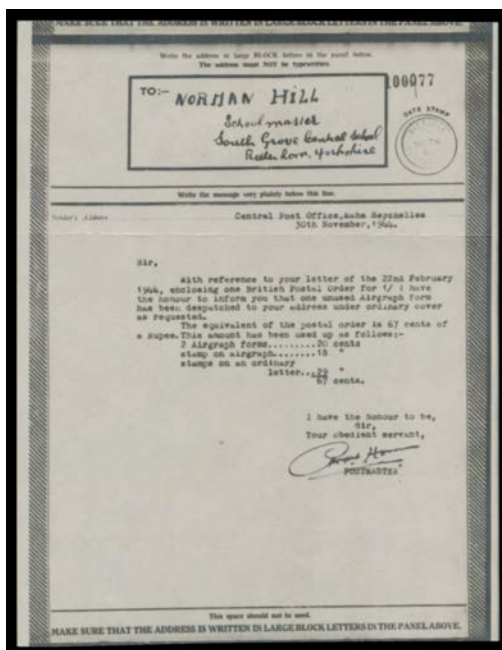 MAKE SURE THAT THE ADDRESS IS WRITTEN IN LARGE BLOCK LETTERS IN THE PANEL ABOVE.
Write the address in large BLOCK letters in the panel below.
The address must NOT be typewritten.
100077
TO:-
NORMAN HILL
Schoolmaster
South Grove Central School
Yorkshire
DATE STAMP
Write the message very plainly below this line.
Sender's Address
Central Post Office, Mahe Seychelles
30th November, 1944.
Sir,
With reference to your letter of the 22nd February
1944, enclosing one British Postal Order for 1/ I have
the honour to inform you that one unused Airgraph form
has been despatched to your address under ordinary cover
as requested.
The equivalent of the postal order is 67 cents of
a Rupee. This amount has been used up as follows:-
2 Airgraph forms.........20 cents
stamp on airgraph........18 "
stamps on an ordinary
letter..29 "
67 cents.
I have the honour to be,
Sir,
Your obedient servant,
POSTMASTER
This space should not be used.
MAKE SURE THAT THE ADDRESS IS WRITTEN IN LARGE BLOCK LETTERS IN THE PANEL ABOVE.